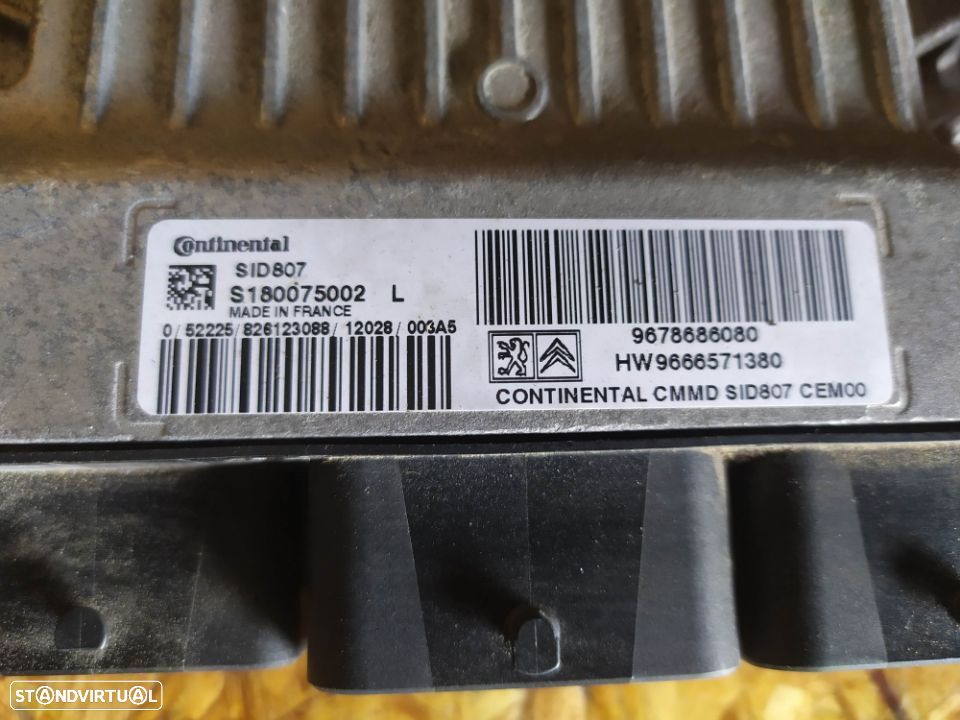 Continental
SID807
S180075002 L
MADE IN FRANCE
0/52225/826123088/12028/003A5
9678686080
HW9666571380
CONTINENTAL CMMD SID807 CEM00
STANDVIRTUAL